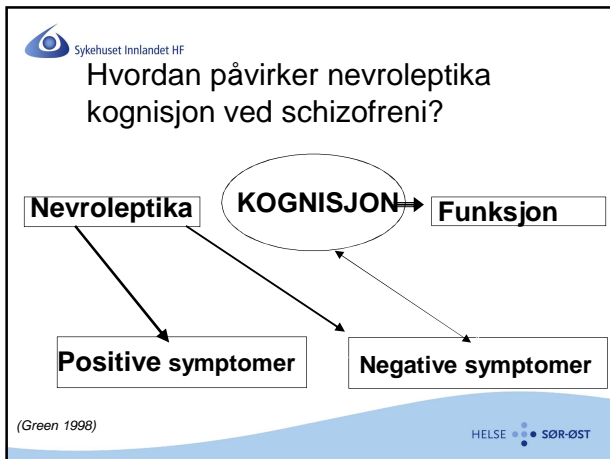 Sykehuset Innlandet HF
Hvordan påvirker nevroleptika
kognisjon ved schizofreni?
Nevroleptika
KOGNISJON
Funksjon
Positive symptomer
Negative symptomer
(Green 1998)
HELSE SØR-ØST